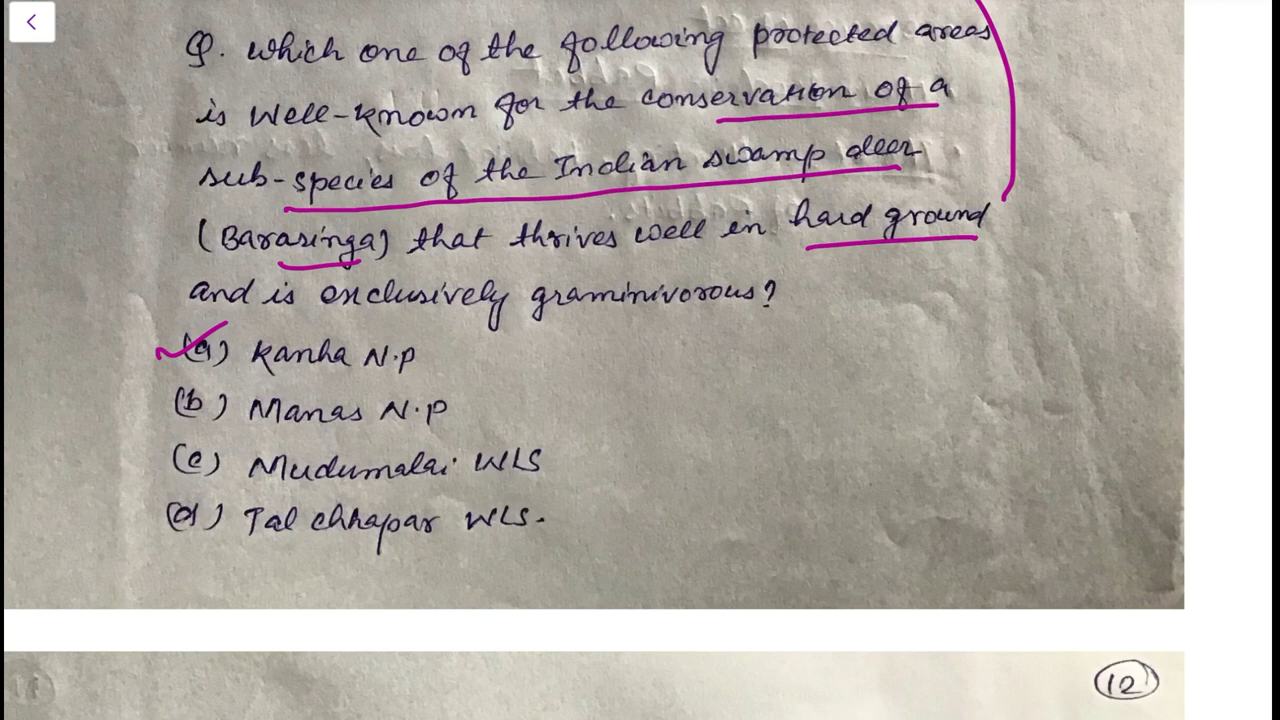 Q. Which one of the following protected areas
is Well-known for the conservation of a
sub-species of the Indian swamp deer
(Barasinga) that thrives well in hard ground
and is exclusively graminivorous?
(a) Kanha N.P
(b) Manas N.P
(c) Mudumalai WLS
(d) Tal chhapar WLS.
12